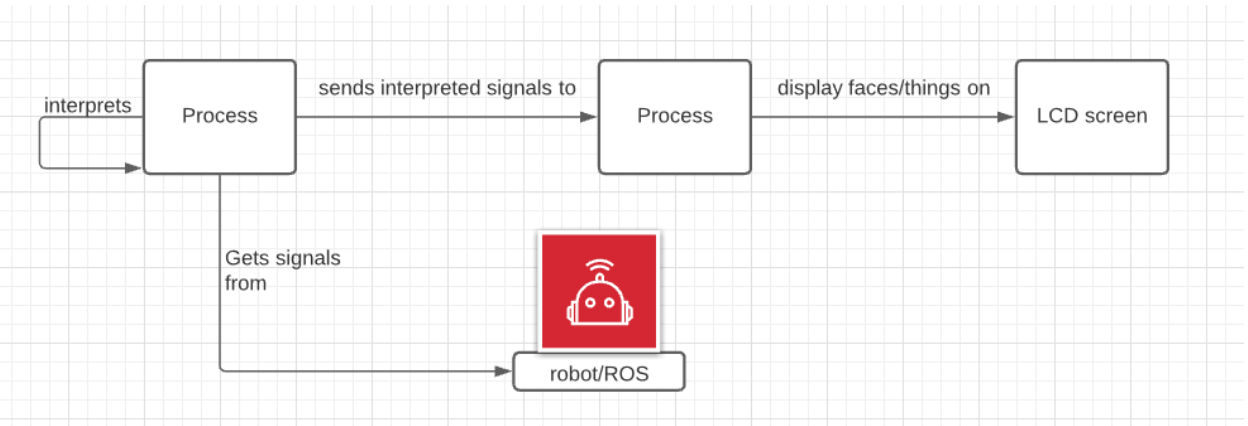 interprets
Process
sends interpreted signals to
Process
display faces/things on
LCD screen
Gets signals
from
robot/ROS